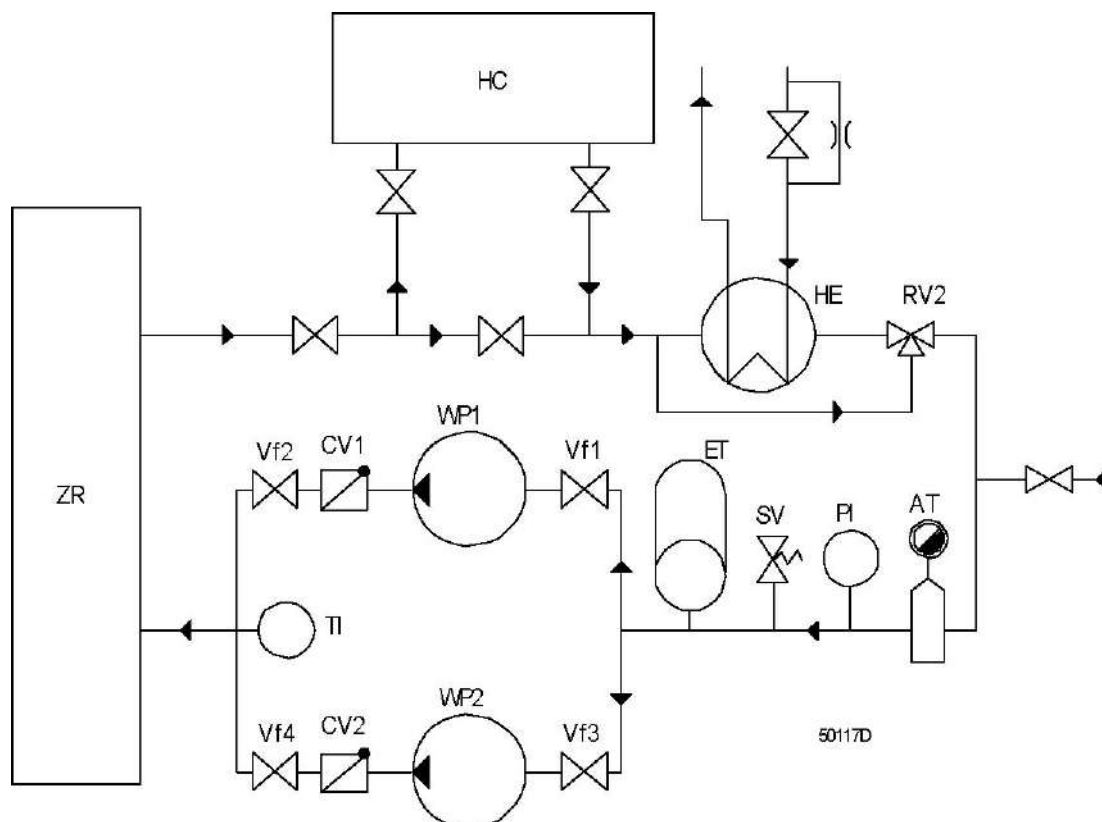 HC
HE
RV2
WP1
CV1
Vf2
Vf1
ET
ZR
SV
PI
AT
TI
WP2
CV2
Vf4
Vf3
50117D